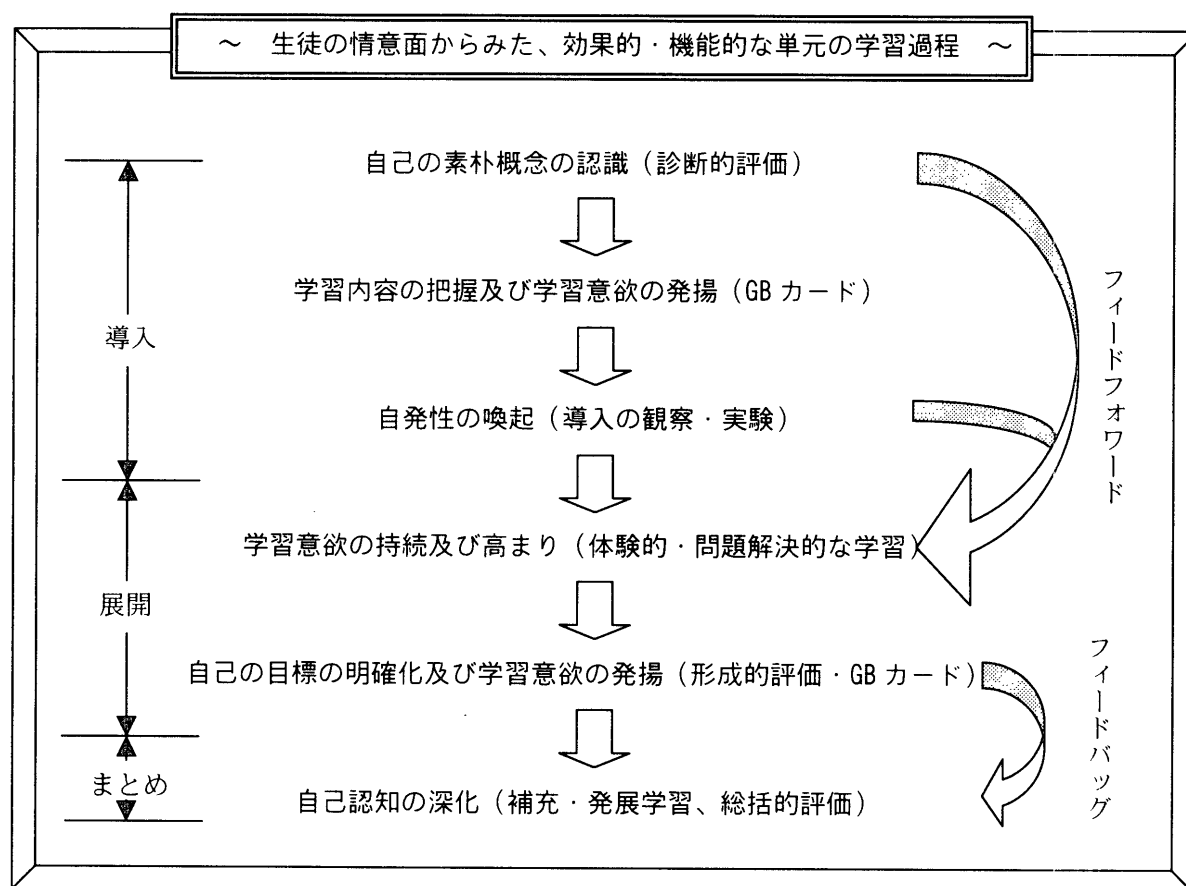 ～ 生徒の情意面からみた、効果的・機能的な単元の学習過程 ～
自己の素朴概念の認識（診断的評価）
学習内容の把握及び学習意欲の発揚（GBカード）
導入
自発性の喚起（導入の観察・実験）
フィードフォワード
学習意欲の持続及び高まり（体験的・問題解決的な学習）
展開
自己の目標の明確化及び学習意欲の発揚（形成的評価・GBカード）
フィードバッグ
まとめ
自己認知の深化（補充・発展学習、総括的評価）